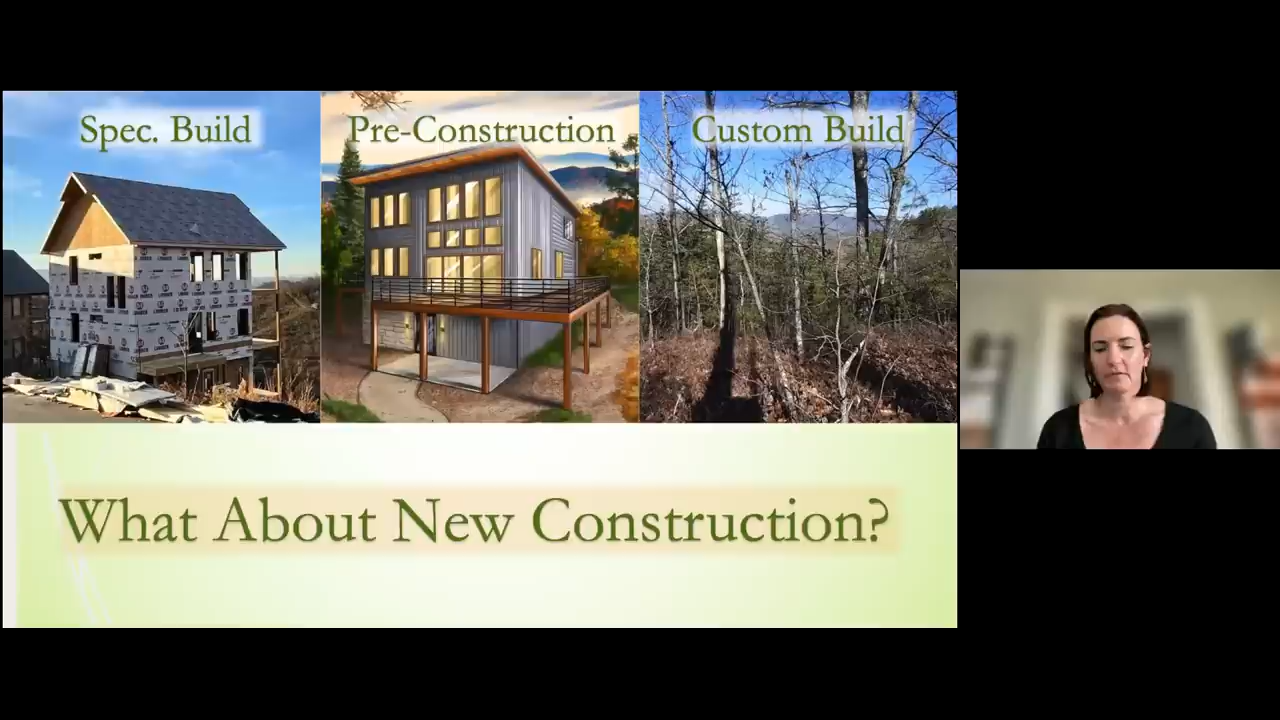 Spec. Build
Pre-Construction
Custom Build
What About New Construction?